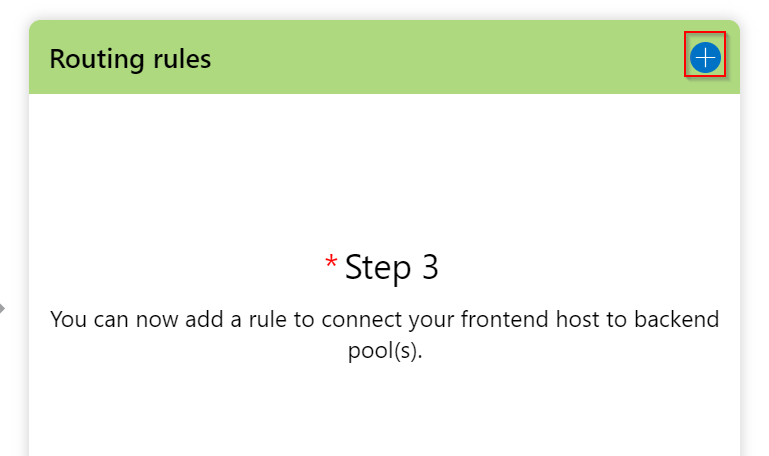 Routing rules
* Step 3
You can now add a rule to connect your frontend host to backend
pool(s).